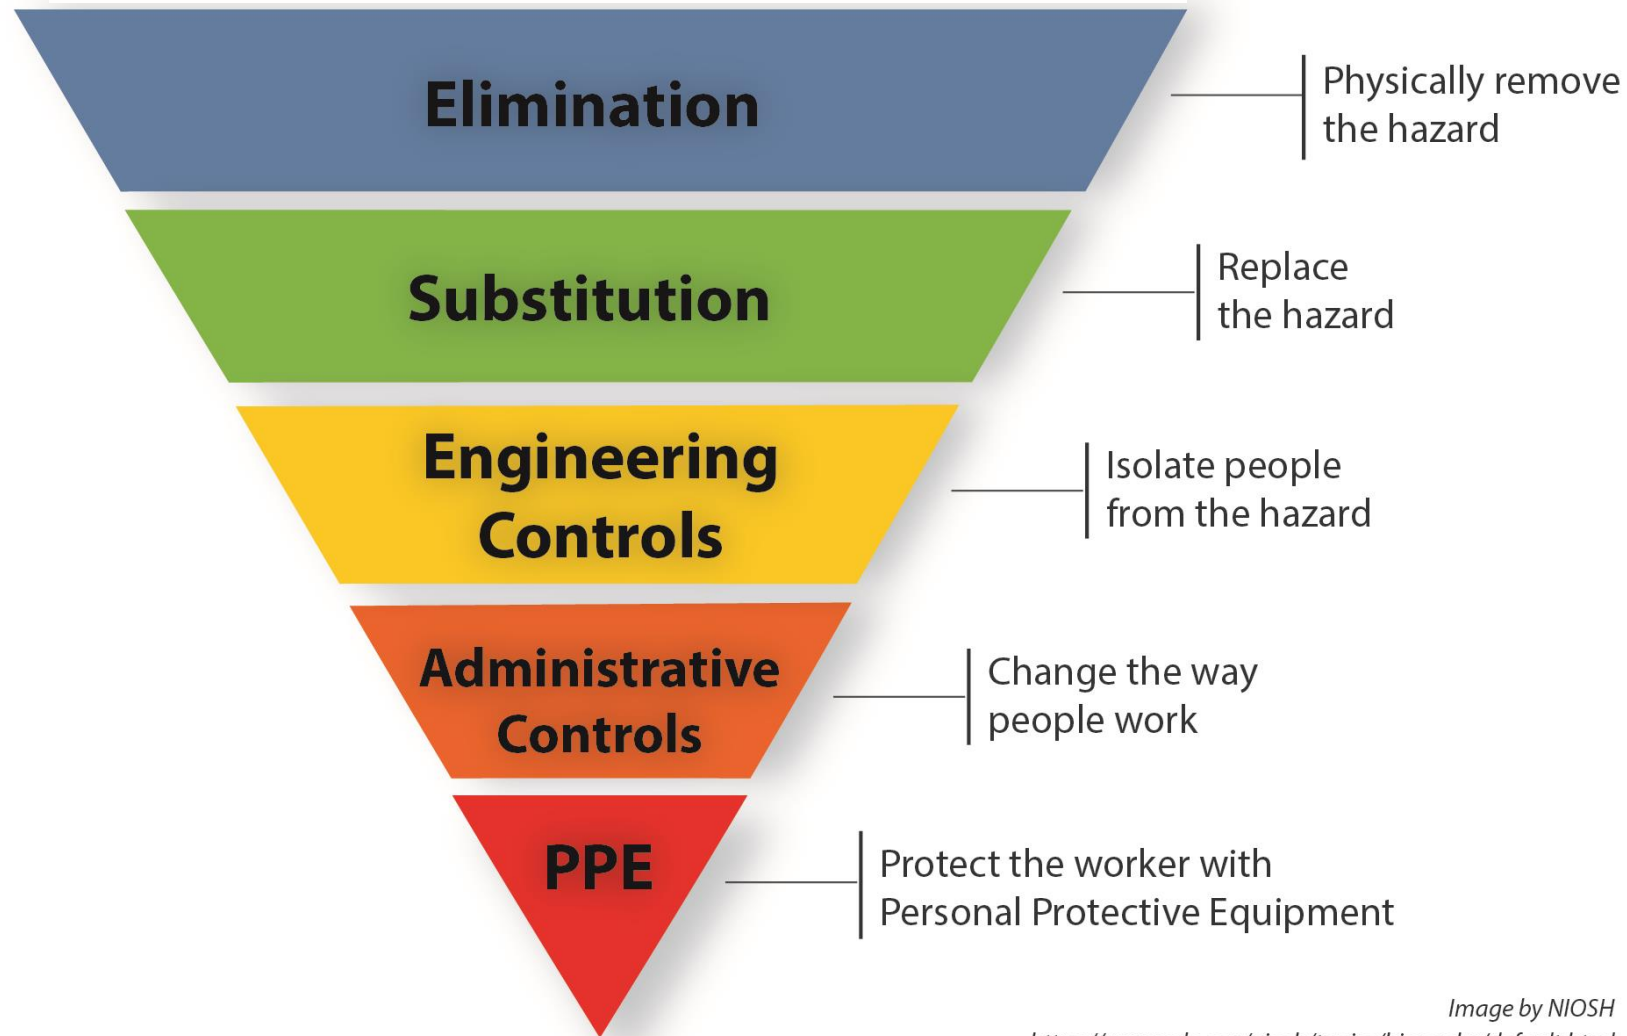 Elimination
Physically remove
the hazard
Substitution
Replace
the hazard
Engineering
Controls
Isolate people
from the hazard
Administrative
Controls
Change the way
people work
PPE
Protect the worker with
Personal Protective Equipment
Image by NIOSH